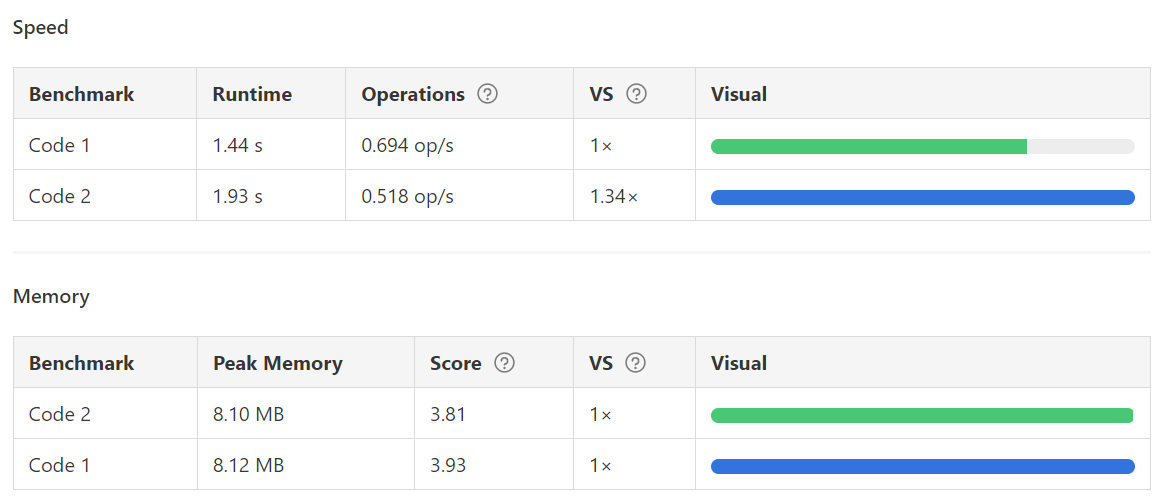 Speed
Benchmark Runtime Operations ? VS ? Visual
Code 1 1.44 s 0.694 op/s 1×
Code 2 1.93 s 0.518 op/s 1.34×
Memory
Benchmark Peak Memory Score ? VS ? Visual
Code 2 8.10 MB 3.81 1×
Code 1 8.12 MB 3.93 1×